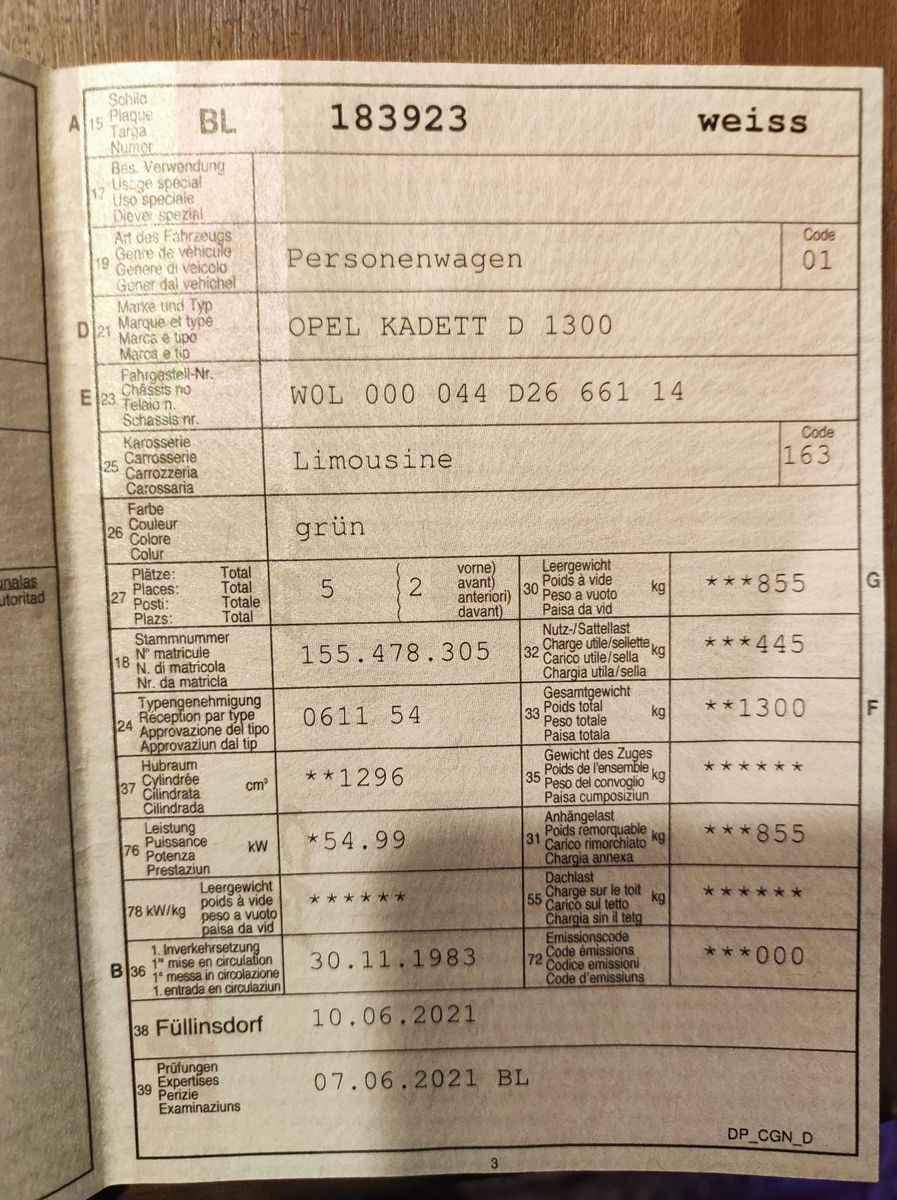 A 15 Schild
Plaque
Targa
Numer
BL 183923 weiss
17 Bes. Verwendung
Usage spécial
Uso speciale
Diever spezial
19 Art des Fahrzeugs
Genre de véhicule
Genere di veicolo
Gener dal vehichel
Personenwagen
Code
01
D 21 Marke und Typ
Marque et type
Marca e tipo
Marca e tip
OPEL KADETT D 1300
E 23 Fahrgestell-Nr.
Châssis no
Telaio n.
Schassis nr.
WOL 000 044 D26 661 14
25 Karosserie
Carrosserie
Carrozzeria
Carossaria
Limousine
Code
163
26 Farbe
Couleur
Colore
Colur
grün
unalas
utoritad
27 Plätze: Total
Places: Total
Posti: Totale
Plazs: Total
5 ( 2 vorne)
avant)
anteriori)
davant)
30 Leergewicht
Poids à vide
Peso a vuoto
Paisa da vid
kg ***855 G
18 Stammnummer
N° matricule
N. di matricola
Nr. da matricla
155.478.305
32 Nutz-/Sattellast
Charge utile/sellette
Carico utile/sella
Chargia utila/sella
kg ***445
24 Typengenehmigung
Réception par type
Approvazione del tipo
Approvaziun dal tip
0611 54
33 Gesamtgewicht
Poids total
Peso totale
Paisa totala
kg **1300 F
37 Hubraum
Cylindrée
Cilindrata
Cilindrada
cm³ **1296
35 Gewicht des Zuges
Poids de l'ensemble
Peso del convoglio
Paisa cumposiziun
kg ******
76 Leistung
Puissance
Potenza
Prestaziun
kW *54.99
31 Anhängelast
Poids remorquable
Carico rimorchiato
Chargia annexa
kg ***855
78 kW/kg Leergewicht
poids à vide
peso a vuoto
paisa da vid
******
55 Dachlast
Charge sur le toit
Carico sul tetto
Chargia sin il tetg
kg ******
B 36 1. Inverkehrsetzung
1re mise en circulation
1a messa in circolazione
1. entrada en circulaziun
30.11.1983
72 Emissionscode
Code émissions
Codice emissioni
Code d'emissiuns
***000
38 Füllinsdorf 10.06.2021
39 Prüfungen
Expertises
Perizie
Examinaziuns
07.06.2021 BL
DP_CGN_D
3